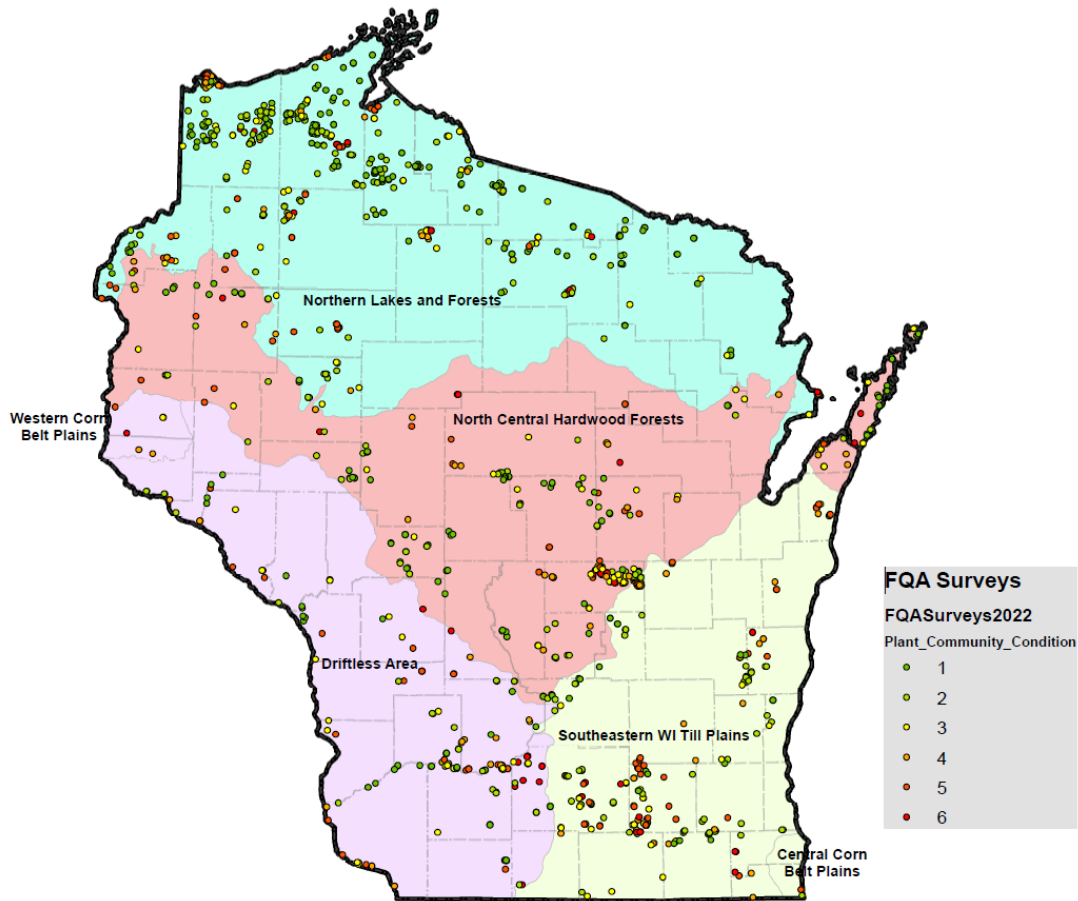 Northern Lakes and Forests
Western Corn
Belt Plains
North Central Hardwood Forests
Driftless Area
Southeastern WI Till Plains
Central Corn
Belt Plains
FQA Surveys
FQASurveys2022
Plant_Community_Condition
1
2
3
4
5
6